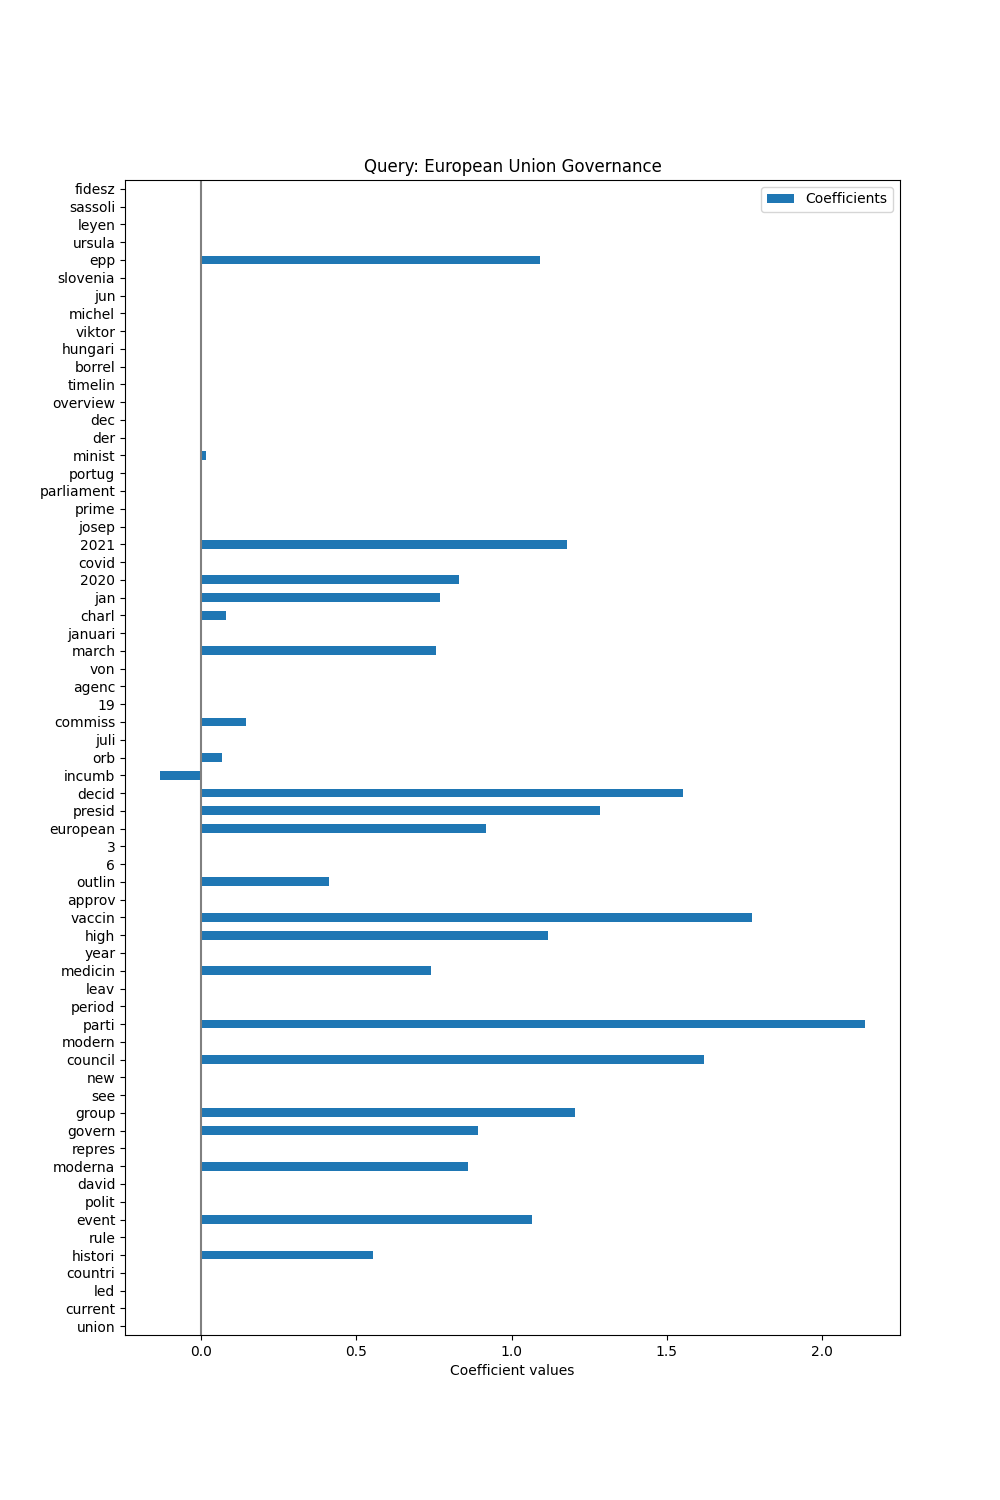 Query: European Union Governance
Coefficients
fidesz
sassoli
leyen
ursula
epp
slovenia
jun
michel
viktor
hungari
borrel
timelin
overview
dec
der
minist
portug
parliament
prime
josep
2021
covid
2020
jan
charl
januari
march
von
agenc
19
commiss
juli
orb
incumb
decid
presid
european
3
6
outlin
approv
vaccin
high
year
medicin
leav
period
parti
modern
council
new
see
group
govern
repres
moderna
david
polit
event
rule
histori
countri
led
current
union
0.0 0.5 1.0 1.5 2.0
Coefficient values